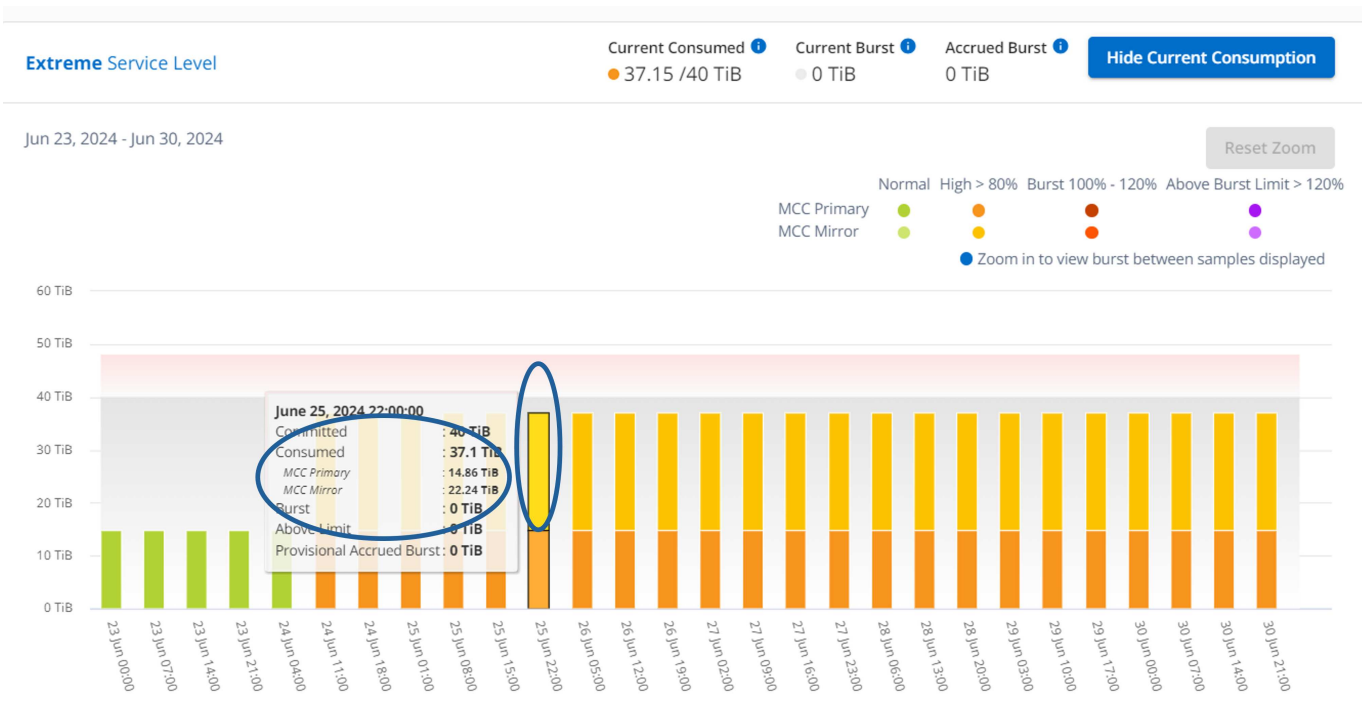 Extreme Service Level
Current Consumed
37.15 /40 TiB
Current Burst
0 TiB
Accrued Burst
0 TiB
Hide Current Consumption
Jun 23, 2024 - Jun 30, 2024
Reset Zoom
Normal High > 80% Burst 100% - 120% Above Burst Limit > 120%
MCC Primary
MCC Mirror
Zoom in to view burst between samples displayed
60 TiB
50 TiB
40 TiB
30 TiB
20 TiB
10 TiB
0 TiB
June 25, 2024 22:00:00
Committed : 40 TiB
Consumed : 37.1 TiB
MCC Primary : 14.86 TiB
MCC Mirror : 22.24 TiB
Burst : 0 TiB
Above Limit : 0 TiB
Provisional Accrued Burst : 0 TiB
23 Jun 00:00
23 Jun 07:00
23 Jun 14:00
23 Jun 21:00
24 Jun 04:00
24 Jun 11:00
24 Jun 18:00
25 Jun 01:00
25 Jun 08:00
25 Jun 15:00
25 Jun 22:00
26 Jun 05:00
26 Jun 12:00
26 Jun 19:00
27 Jun 02:00
27 Jun 09:00
27 Jun 16:00
27 Jun 23:00
28 Jun 06:00
28 Jun 13:00
28 Jun 20:00
29 Jun 03:00
29 Jun 10:00
29 Jun 17:00
30 Jun 00:00
30 Jun 07:00
30 Jun 14:00
30 Jun 21:00